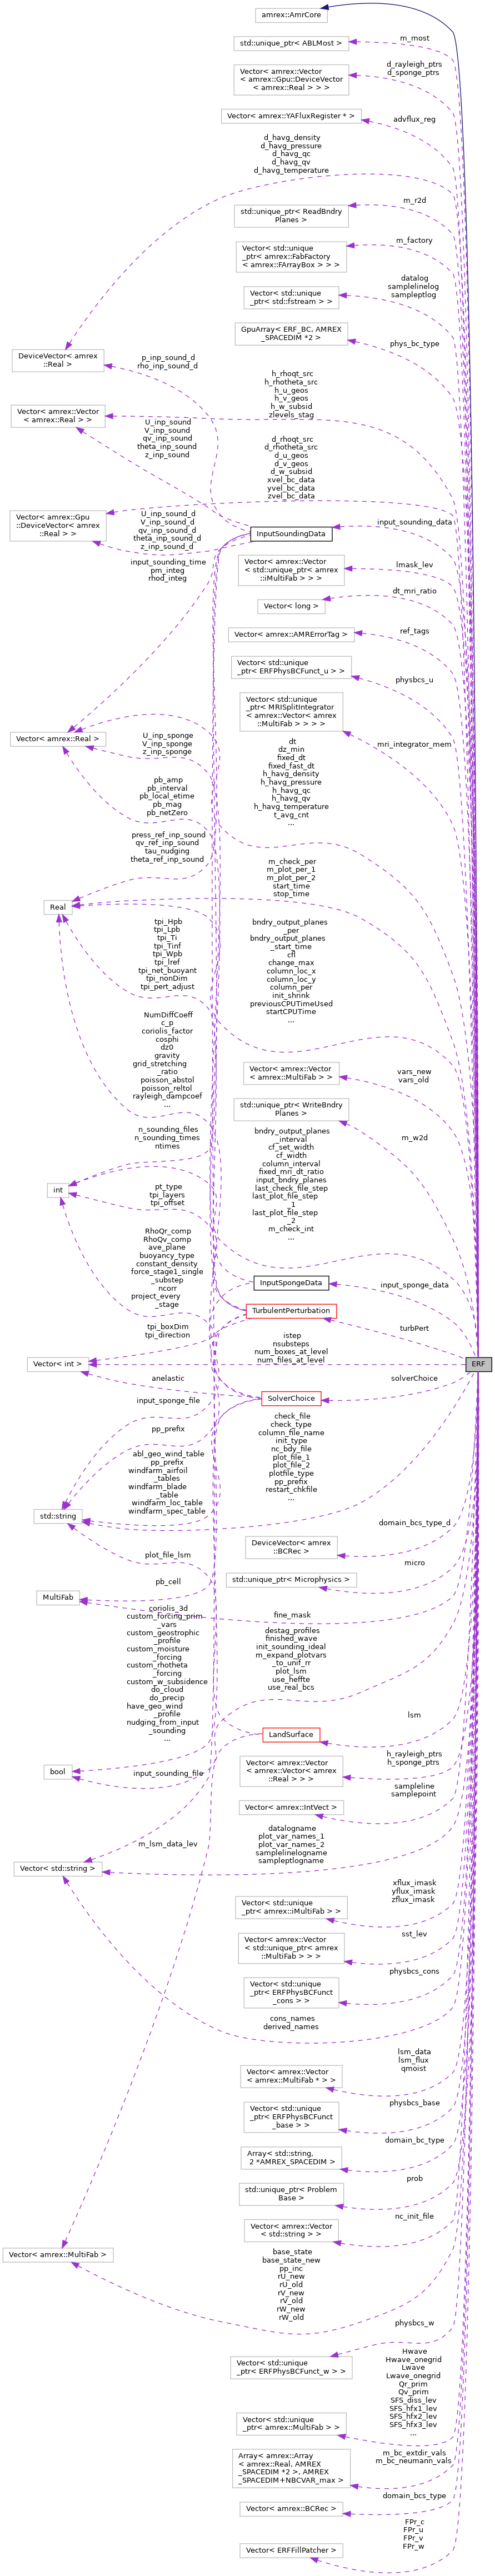 amrex::AmrCore
std::unique_ptr< ABLMost >
m_most
Vector< amrex::Vector
< amrex::Gpu::DeviceVector
< amrex::Real > > >
d_rayleigh_ptrs
d_sponge_ptrs
Vector< amrex::YAFluxRegister * >
advflux_reg
d_havg_density
d_havg_pressure
d_havg_qc
d_havg_qv
d_havg_temperature
std::unique_ptr< ReadBndry
Planes >
m_r2d
Vector< std::unique
_ptr< amrex::FabFactory
< amrex::FArrayBox > > >
m_factory
Vector< std::unique
_ptr< std::fstream > >
datalog
samplelinelog
sampleptlog
GpuArray< ERF_BC, AMREX
_SPACEDIM *2 >
phys_bc_type
DeviceVector< amrex
::Real >
p_inp_sound_d
rho_inp_sound_d
Vector< amrex::Vector
< amrex::Real > >
h_rhoqt_src
h_rhotheta_src
h_u_geos
h_v_geos
h_w_subsid
zlevels_stag
U_inp_sound
V_inp_sound
qv_inp_sound
theta_inp_sound
z_inp_sound
d_rhoqt_src
d_rhotheta_src
d_u_geos
d_v_geos
d_w_subsid
xvel_bc_data
yvel_bc_data
zvel_bc_data
Vector< amrex::Gpu
::DeviceVector< amrex
::Real > >
U_inp_sound_d
V_inp_sound_d
qv_inp_sound_d
theta_inp_sound_d
z_inp_sound_d
InputSoundingData
input_sounding_data
input_sounding_time
pm_integ
rhod_integ
Vector< amrex::Vector
< std::unique_ptr< amrex
::iMultiFab > > >
lmask_lev
Vector< long >
dt_mri_ratio
Vector< amrex::AMRErrorTag >
ref_tags
Vector< std::unique
_ptr< ERFPhysBCFunct_u > >
physbcs_u
Vector< std::unique
_ptr< MRISplitIntegrator
< amrex::Vector< amrex
::MultiFab > > > >
mri_integrator_mem
Vector< amrex::Real >
U_inp_sponge
V_inp_sponge
z_inp_sponge
dt
dz_min
fixed_dt
fixed_fast_dt
h_havg_density
h_havg_pressure
h_havg_qc
h_havg_qv
h_havg_temperature
t_avg_cnt
...
pb_amp
pb_interval
pb_local_etime
pb_mag
pb_netZero
press_ref_inp_sound
qv_ref_inp_sound
tau_nudging
theta_ref_inp_sound
m_check_per
m_plot_per_1
m_plot_per_2
start_time
stop_time
Real
tpi_Hpb
tpi_Lpb
tpi_Ti
tpi_Tinf
tpi_Wpb
tpi_lref
tpi_net_buoyant
tpi_nonDim
tpi_pert_adjust
bndry_output_planes
_per
bndry_output_planes
_start_time
cfl
change_max
column_loc_x
column_loc_y
column_per
init_shrink
previousCPUTimeUsed
startCPUTime
...
NumDiffCoeff
c_p
coriolis_factor
cosphi
dz0
gravity
grid_stretching
_ratio
poisson_abstol
poisson_reltol
rayleigh_dampcoef
...
Vector< amrex::Vector
< amrex::MultiFab > >
vars_new
vars_old
std::unique_ptr< WriteBndry
Planes >
m_w2d
n_sounding_files
n_sounding_times
ntimes
bndry_output_planes
_interval
cf_set_width
cf_width
column_interval
fixed_mri_dt_ratio
input_bndry_planes
last_check_file_step
last_plot_file_step
_1
last_plot_file_step
_2
m_check_int
...
int
pt_type
tpi_layers
tpi_offset
RhoQr_comp
RhoQv_comp
ave_plane
buoyancy_type
constant_density
force_stage1_single
_substep
ncorr
project_every
_stage
InputSpongeData
input_sponge_data
TurbulentPerturbation
turbPert
tpi_boxDim
tpi_direction
istep
nsubsteps
num_boxes_at_level
num_files_at_level
Vector< int >
ERF
anelastic
SolverChoice
solverChoice
input_sponge_file
pp_prefix
check_file
check_type
column_file_name
init_type
nc_bdy_file
plot_file_1
plot_file_2
plotfile_type
pp_prefix
restart_chkfile
...
abl_geo_wind_table
pp_prefix
windfarm_airfoil
_tables
windfarm_blade
_table
windfarm_loc_table
windfarm_spec_table
std::string
DeviceVector< amrex
::BCRec >
domain_bcs_type_d
std::unique_ptr< Microphysics >
micro
plot_file_lsm
pb_cell
MultiFab
fine_mask
coriolis_3d
custom_forcing_prim
_vars
custom_geostrophic
_profile
custom_moisture
_forcing
custom_rhotheta
_forcing
custom_w_subsidence
do_cloud
do_precip
have_geo_wind
_profile
nudging_from_input
_sounding
...
destag_profiles
finished_wave
init_sounding_ideal
m_expand_plotvars
_to_unif_rr
plot_lsm
use_heffte
use_real_bcs
LandSurface
lsm
bool
Vector< amrex::Vector
< amrex::Vector< amrex
::Real > > >
h_rayleigh_ptrs
h_sponge_ptrs
input_sounding_file
Vector< amrex::IntVect >
sampleline
samplepoint
m_lsm_data_lev
datalogname
plot_var_names_1
plot_var_names_2
samplelinelogname
sampleptlogname
Vector< std::string >
Vector< std::unique
_ptr< amrex::iMultiFab > >
xflux_imask
yflux_imask
zflux_imask
Vector< amrex::Vector
< std::unique_ptr< amrex
::MultiFab > > >
sst_lev
Vector< std::unique
_ptr< ERFPhysBCFunct
_cons > >
physbcs_cons
cons_names
derived_names
Vector< amrex::Vector
< amrex::MultiFab * > >
lsm_data
lsm_flux
qmoist
Vector< std::unique
_ptr< ERFPhysBCFunct
_base > >
physbcs_base
Array< std::string,
2 *AMREX_SPACEDIM >
domain_bc_type
std::unique_ptr< Problem
Base >
prob
Vector< amrex::Vector
< std::string > >
nc_init_file
Vector< amrex::MultiFab >
base_state
base_state_new
pp_inc
rU_new
rU_old
rV_new
rV_old
rW_new
rW_old
Vector< std::unique
_ptr< ERFPhysBCFunct_w > >
physbcs_w
Vector< std::unique
_ptr< amrex::MultiFab > >
Hwave
Hwave_onegrid
Lwave
Lwave_onegrid
Qr_prim
Qv_prim
SFS_diss_lev
SFS_hfx1_lev
SFS_hfx2_lev
SFS_hfx3_lev
...
Array< amrex::Array
< amrex::Real, AMREX
_SPACEDIM *2 >, AMREX
_SPACEDIM+NBCVAR_max >
m_bc_extdir_vals
m_bc_neumann_vals
Vector< amrex::BCRec >
domain_bcs_type
Vector< ERFFillPatcher >
FPr_c
FPr_u
FPr_v
FPr_w